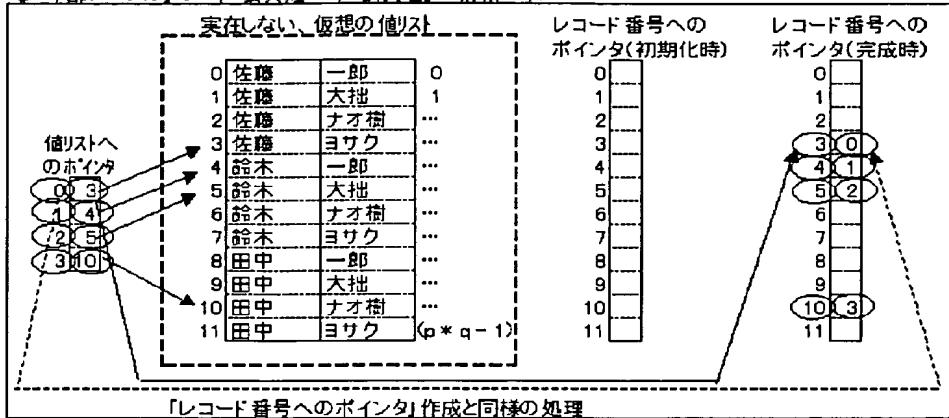 実在しない、仮想の値リスト
レコード番号への
ポインタ(初期化時)
レコード番号への
ポインタ(完成時)
値リストへ
のポインタ
0 3
1 4
2 5
3 10
0 佐藤 一郎 0
1 佐藤 大拙 1
2 佐藤 ナオ樹 …
3 佐藤 ヨサク …
4 鈴木 一郎 …
5 鈴木 大拙 …
6 鈴木 ナオ樹 …
7 鈴木 ヨサク …
8 田中 一郎 …
9 田中 大拙 …
10 田中 ナオ樹 …
11 田中 ヨサク (p*q-1)
0
1
2
3
4
5
6
7
8
9
10
11
0
1
2
3 0
4 1
5 2
6
7
8
9
10 3
11
「レコード番号へのポインタ」作成と同様の処理